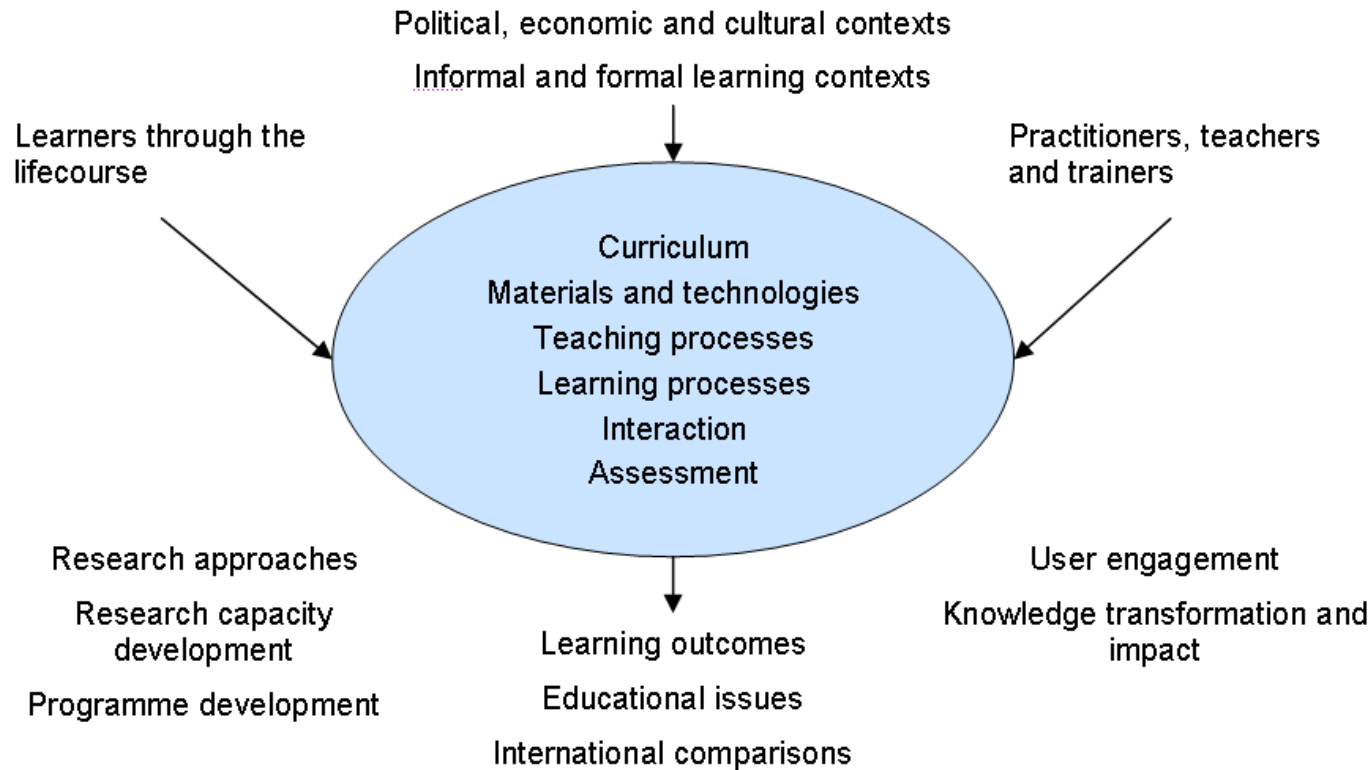 Political, economic and cultural contexts
Informal and formal learning contexts
Learners through the
lifecourse
Practitioners, teachers
and trainers
Curriculum
Materials and technologies
Teaching processes
Learning processes
Interaction
Assessment
Research approaches
Research capacity
development
Programme development
Learning outcomes
Educational issues
International comparisons
User engagement
Knowledge transformation and
impact